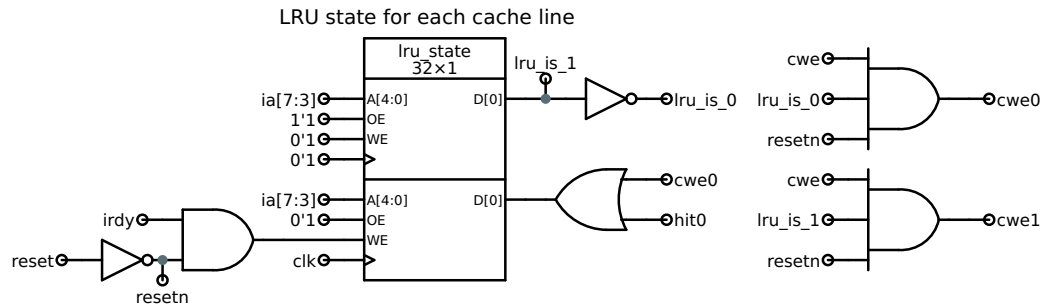 LRU state for each cache line
lru_state
32×1
ia[7:3]
1'1
0'1
0'1
A[4:0]
OE
WE
D[0]
lru_is_1
lru_is_0
ia[7:3]
0'1
clk
A[4:0]
OE
WE
D[0]
cwe0
hit0
irdy
reset
resetn
cwe
lru_is_0
resetn
cwe0
cwe
lru_is_1
resetn
cwe1